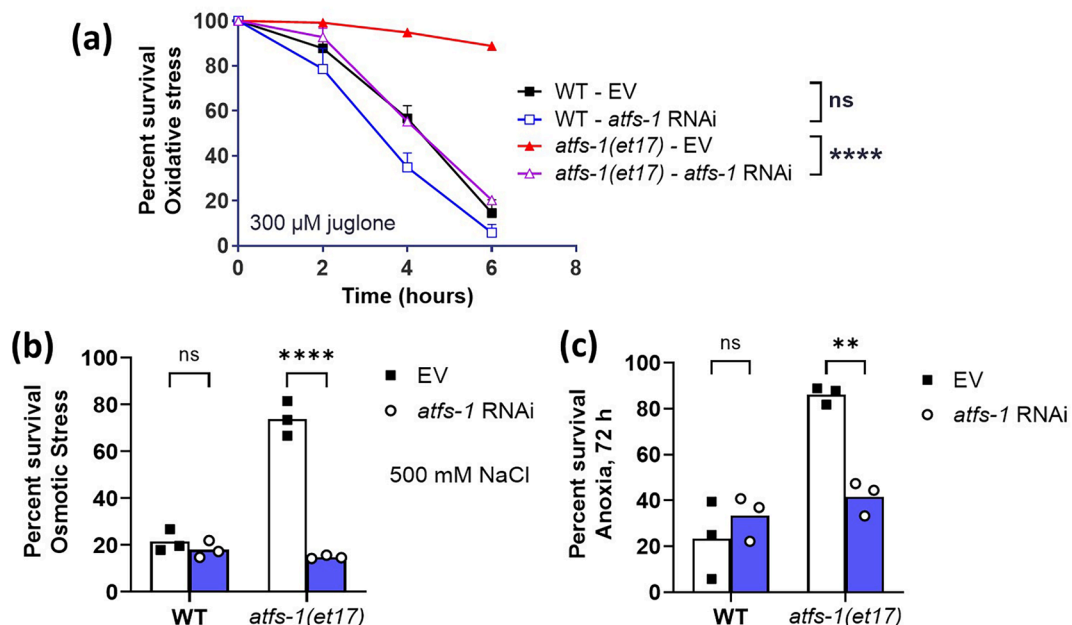 (a)
Percent survival
Oxidative stress
100
80
60
40
20
0
300 µM juglone
0
2
4
6
8
Time (hours)
WT - EV
WT - atfs-1 RNAi
atfs-1(et17) - EV
atfs-1(et17) - atfs-1 RNAi
ns
****
(b)
Percent survival
Osmotic Stress
100
80
60
40
20
0
ns
****
WT
atfs-1(et17)
EV
atfs-1 RNAi
500 mM NaCl
(c)
Percent survival
Anoxia, 72 h
100
80
60
40
20
0
ns
**
WT
atfs-1(et17)
EV
atfs-1 RNAi